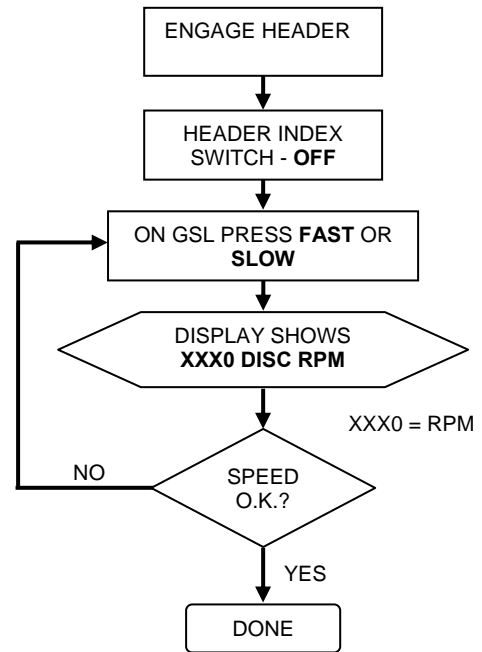 ENGAGE HEADER
HEADER INDEX
SWITCH - OFF
ON GSL PRESS FAST OR
SLOW
DISPLAY SHOWS
XXX0 DISC RPM
XXX0 = RPM
NO
SPEED
O.K.?
YES
DONE